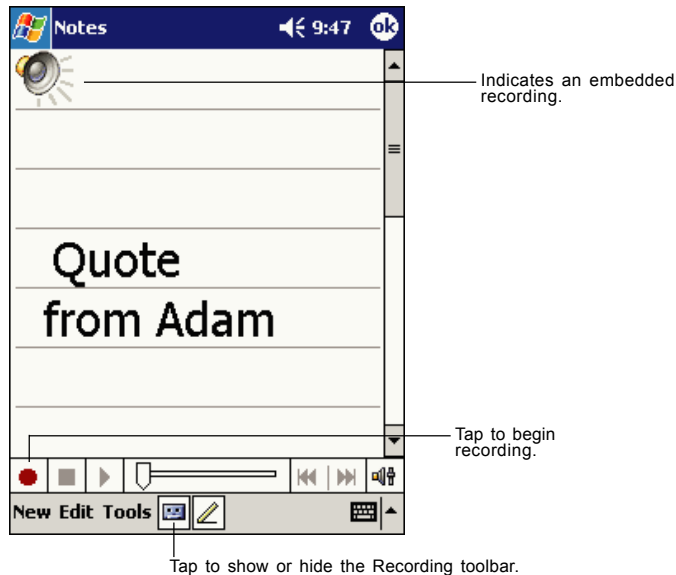 Notes 9:47 ok
Indicates an embedded
recording.
Quote
from Adam
Tap to begin
recording.
New Edit Tools
Tap to show or hide the Recording toolbar.